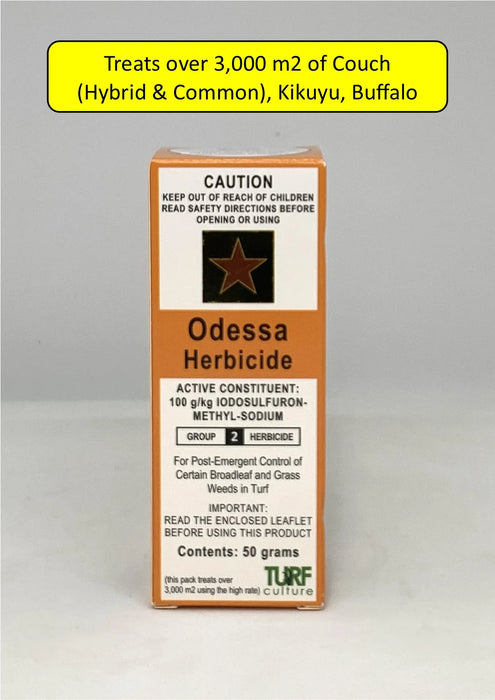 Treats over 3,000 m2 of Couch
(Hybrid & Common), Kikuyu, Buffalo
CAUTION
KEEP OUT OF REACH OF CHILDREN
READ SAFETY DIRECTIONS BEFORE
OPENING OR USING
Odessa
Herbicide
ACTIVE CONSTITUENT:
100 g/kg IODOSULFURON-
METHYL-SODIUM
GROUP 2 HERBICIDE
For Post-Emergent Control of
Certain Broadleaf and Grass
Weeds in Turf
IMPORTANT:
READ THE ENCLOSED LEAFLET
BEFORE USING THIS PRODUCT
Contents: 50 grams
(this pack treats over
3,000 m2 using the high rate)
TURF
culture